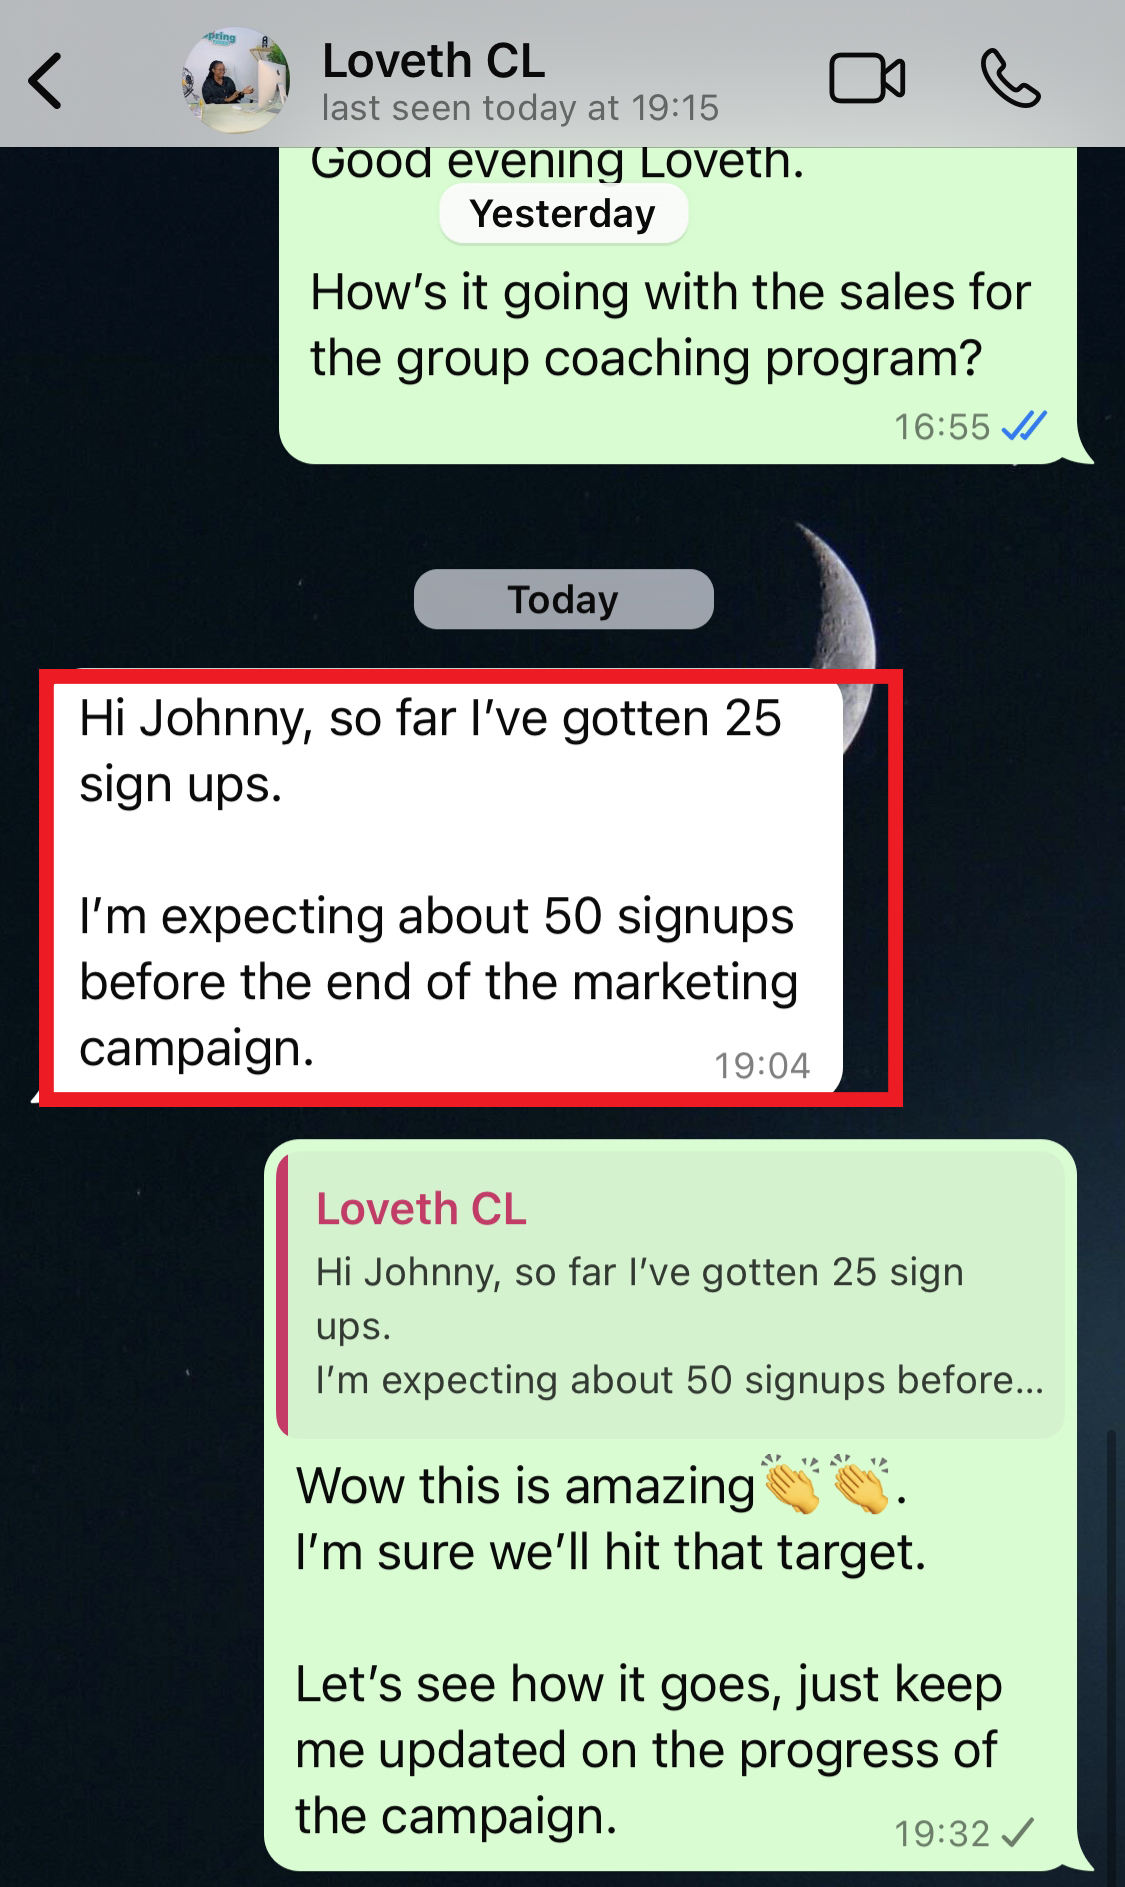 Loveth CL
last seen today at 19:15
Good evening Loveth.
Yesterday
How's it going with the sales for
the group coaching program?
16:55
Today
Hi Johnny, so far I've gotten 25
sign ups.
I'm expecting about 50 signups
before the end of the marketing
campaign.
19:04
Loveth CL
Hi Johnny, so far I've gotten 25 sign
ups.
I'm expecting about 50 signups before...
Wow this is amazing👏👏.
I'm sure we'll hit that target.
Let's see how it goes, just keep
me updated on the progress of
the campaign.
19:32